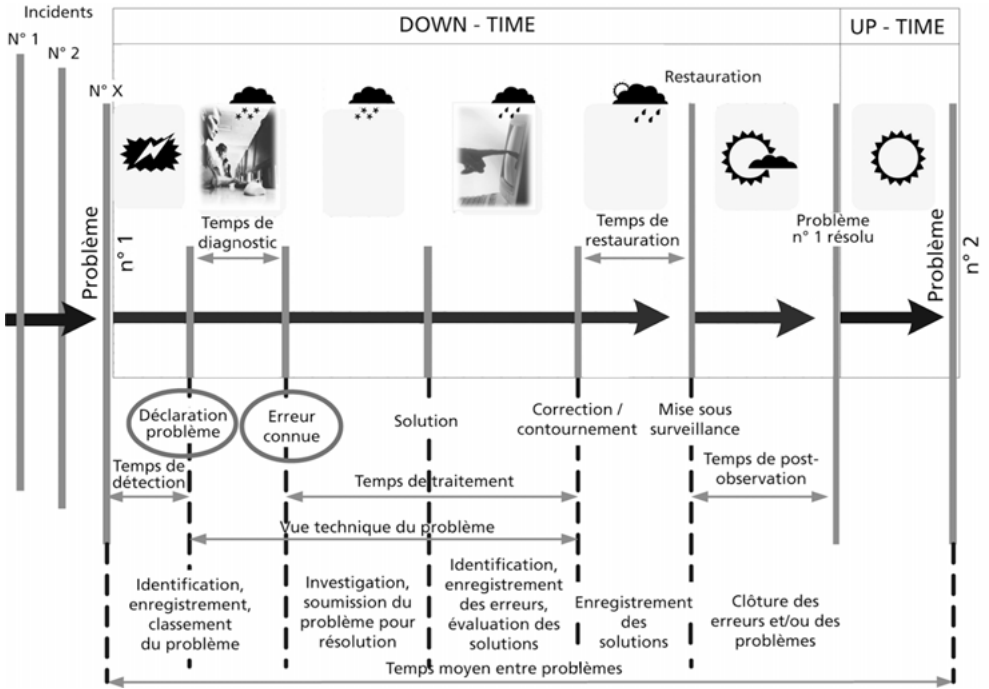 Incidents
DOWN - TIME
UP - TIME
N° 1
N° 2
N° X
Restauration
Problème
n° 1
Temps de
diagnostic
Temps de
restauration
Problème
n° 1 résolu
Problème
n° 2
Déclaration
problème
Erreur
connue
Solution
Correction /
contournement
Mise sous
surveillance
Temps de
détection
Temps de traitement
Temps de post-
observation
Vue technique du problème
Identification,
enregistrement,
classement
du problème
Investigation,
soumission du
problème pour
résolution
Identification,
enregistrement
des erreurs,
évaluation des
solutions
Enregistrement
des
solutions
Clôture des
erreurs et/ou des
problèmes
Temps moyen entre problèmes